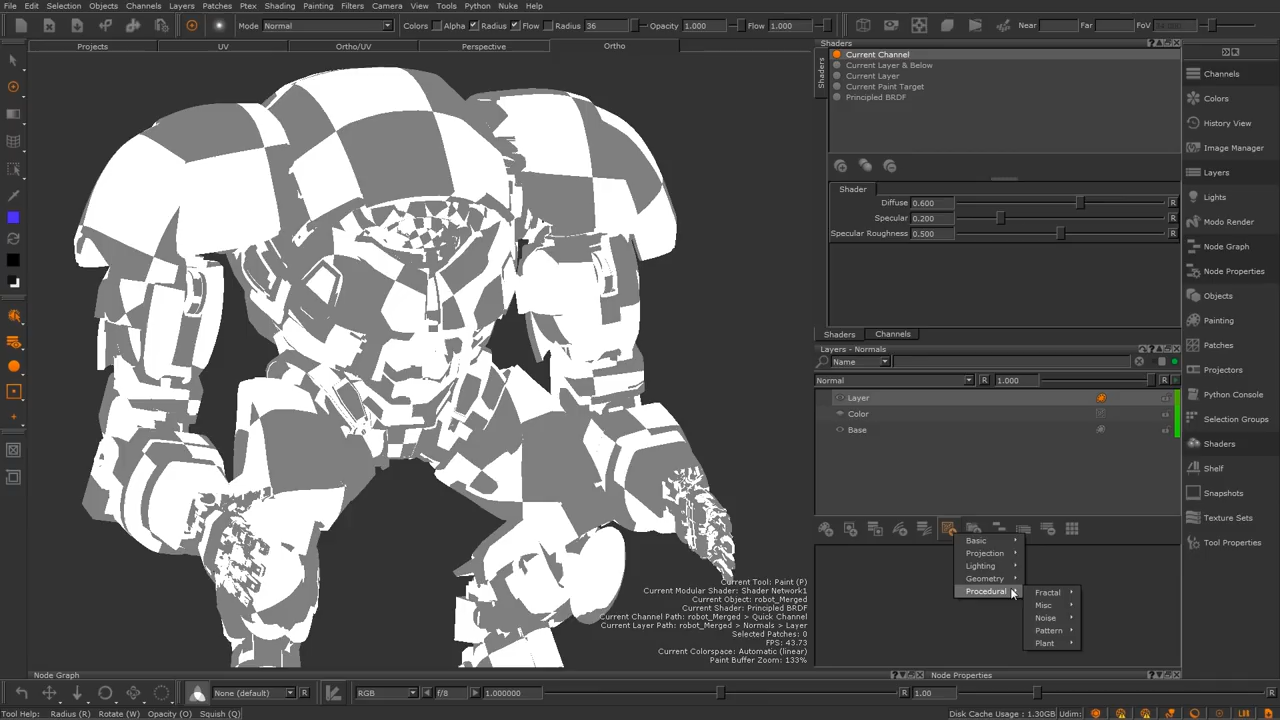 File Edit Selection Objects Channels Layers Patches Ptex Shading Painting Filters Camera View Tools Python Nuke Help
Mode Normal Colors Alpha Radius Flow Radius 36 Opacity 1.000 Flow 1.000 Near Far FoV
Projects UV Ortho/UV Perspective Ortho
Shaders
Shaders
Current Channel
Current Layer & Below
Current Layer
Current Paint Target
Principled BRDF
Shader
Diffuse 0.600 R
Specular 0.200 R
Specular Roughness 0.500 R
Shaders Channels
Layers - Normals
Name
Normal R 1.000 R
Layer
Color
Base
Basic
Projection
Lighting
Geometry
Procedural
Fractal
Misc
Noise
Pattern
Plant
Channels
Colors
History View
Image Manager
Layers
Lights
Modo Render
Node Graph
Node Properties
Objects
Painting
Patches
Projectors
Python Console
Selection Groups
Shaders
Shelf
Snapshots
Texture Sets
Tool Properties
Current Tool: Paint (P)
Current Modular Shader: Shader Network1
Current Object: robot_Merged
Current Shader: Principled BRDF
Current Channel Path: robot_Merged > Quick Channel
Current Layer Path: robot_Merged > Normals > Layer
Selected Patches: 0
FPS: 43.73
Current Colorspace: Automatic (linear)
Paint Buffer Zoom: 133%
Node Graph Node Properties
None (default) R RGB f/8 1.000000 R 1.00 R
Tool Help: Radius (R) Rotate (W) Opacity (O) Squish (Q) Disk Cache Usage: 1.30GB Udim: